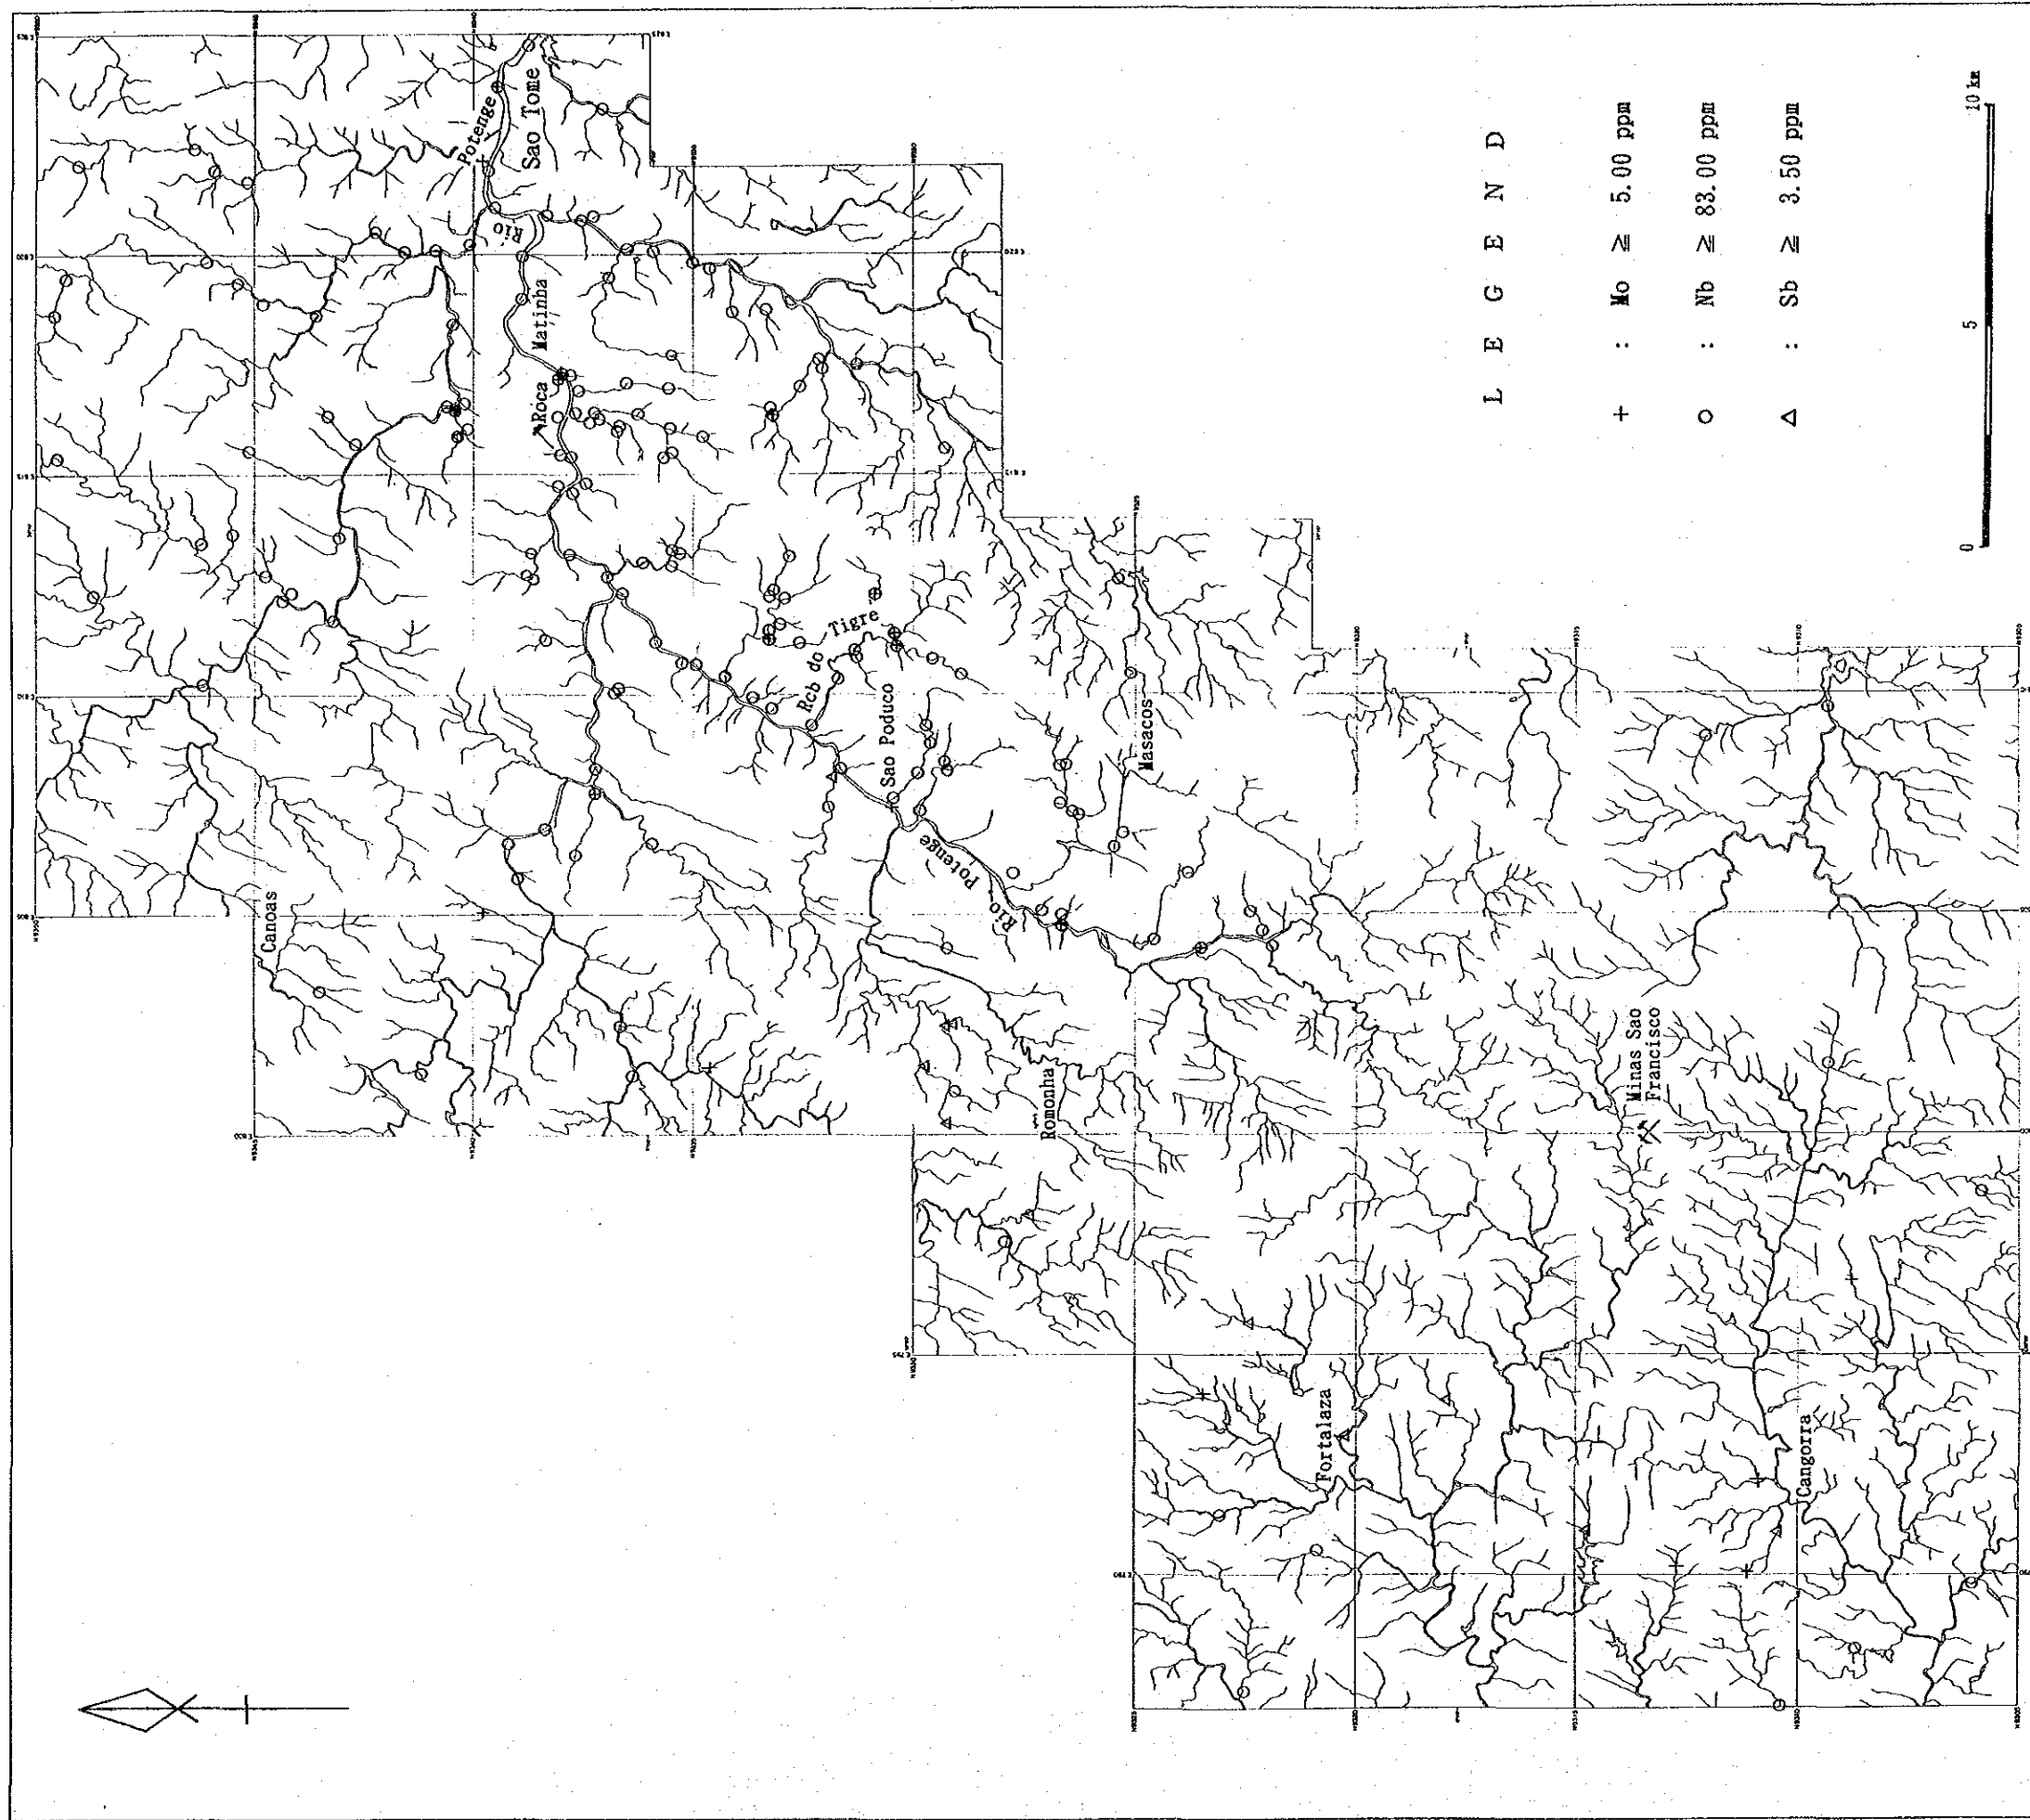 Potenge
Sao Tome
Rio
Matinha
Roca
Rcb do Tigre
Sao Poduco
Canoas
Rio Potenge
Masacos
Romonha
Minas Sao
Francisco
Fortalaza
Cangorra
L E G E N D
+ : Mo ≧ 5.00 ppm
○ : Nb ≧ 83.00 ppm
△ : Sb ≧ 3.50 ppm
0 5 10 km